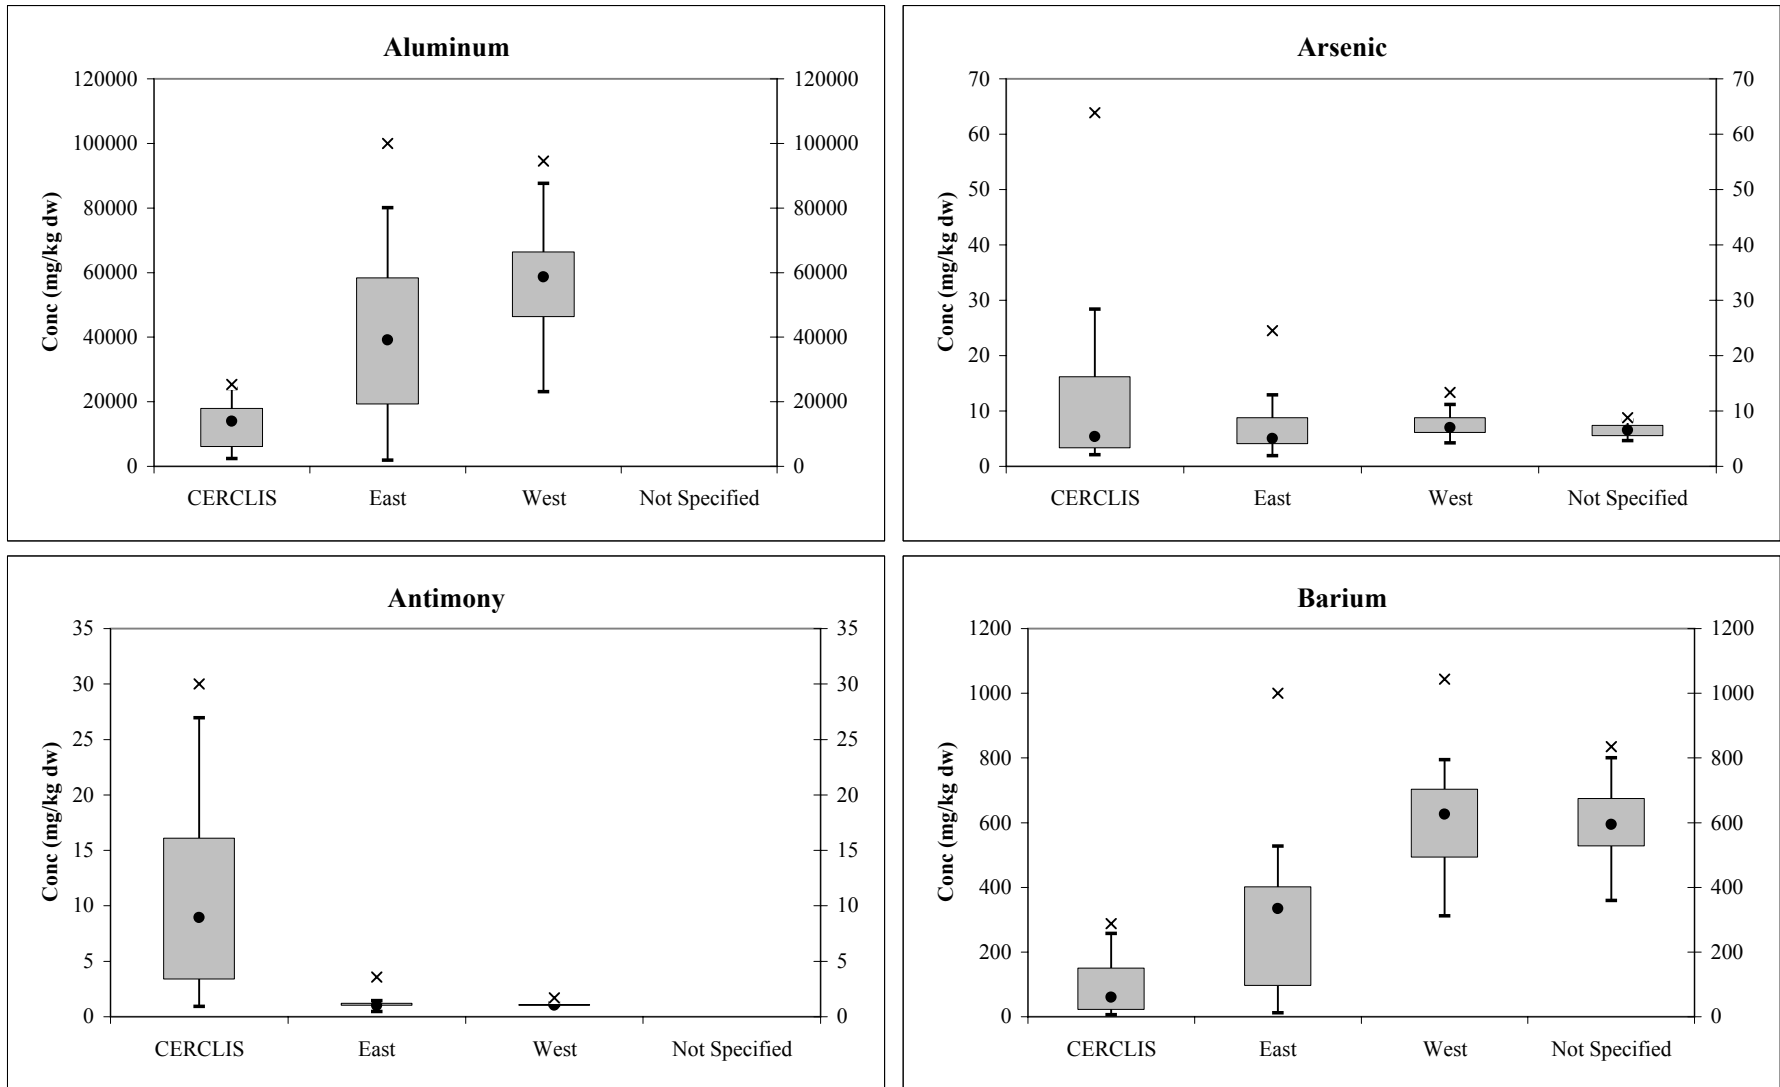 Aluminum
120000 120000
100000 100000
80000 80000
60000 60000
40000 40000
20000 20000
0 0
Conc (mg/kg dw)
CERCLIS East West Not Specified
Arsenic
70 70
60 60
50 50
40 40
30 30
20 20
10 10
0 0
Conc (mg/kg dw)
CERCLIS East West Not Specified
Antimony
35 35
30 30
25 25
20 20
15 15
10 10
5 5
0 0
Conc (mg/kg dw)
CERCLIS East West Not Specified
Barium
1200 1200
1000 1000
800 800
600 600
400 400
200 200
0 0
Conc (mg/kg dw)
CERCLIS East West Not Specified